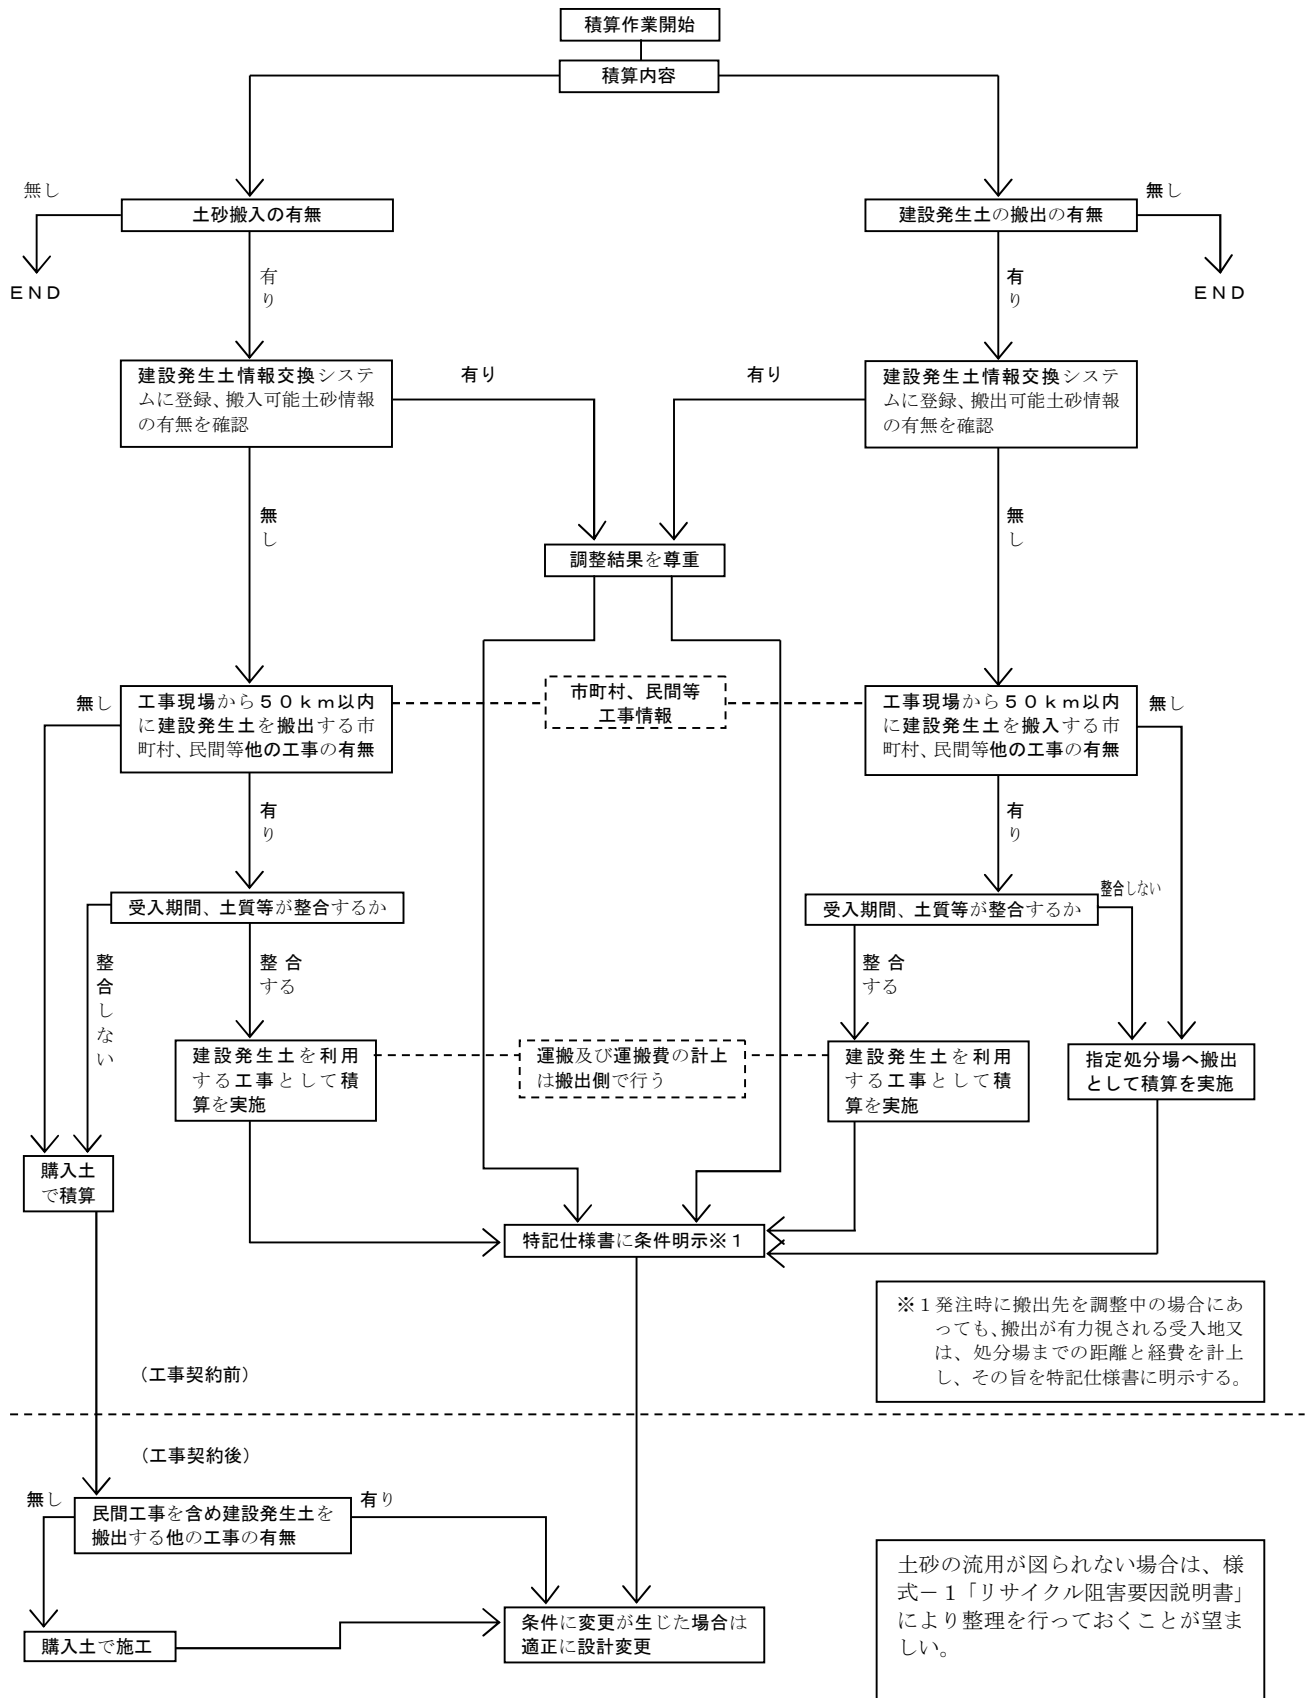 積算作業開始
積算内容
無し
土砂搬入の有無
建設発生土の搬出の有無
無し
有
り
有
り
END
END
建設発生土情報交換システ
ムに登録、搬入可能土砂情報
の有無を確認
有り
有り
建設発生土情報交換システ
ムに登録、搬出可能土砂情報
の有無を確認
無
し
無
し
調整結果を尊重
無し
工事現場から50km以内
に建設発生土を搬出する市
町村、民間等他の工事の有無
市町村、民間等
工事情報
工事現場から50km以内
に建設発生土を搬入する市
町村、民間等他の工事の有無
無し
有
り
有
り
受入期間、土質等が整合するか
受入期間、土質等が整合するか
整合しない
整
合
し
な
い
整合
する
整合
する
建設発生土を利用
する工事として積
算を実施
運搬及び運搬費の計上
は搬出側で行う
建設発生土を利用
する工事として積
算を実施
指定処分場へ搬出
として積算を実施
購入土
で積算
特記仕様書に条件明示※1
※1発注時に搬出先を調整中の場合にあ
っても、搬出が有力視される受入地又
は、処分場までの距離と経費を計上
し、その旨を特記仕様書に明示する。
(工事契約前)
(工事契約後)
無し
民間工事を含め建設発生土を
搬出する他の工事の有無
有り
購入土で施工
条件に変更が生じた場合は
適正に設計変更
土砂の流用が図られない場合は、様
式－1「リサイクル阻害要因説明書」
により整理を行っておくことが望ま
しい。